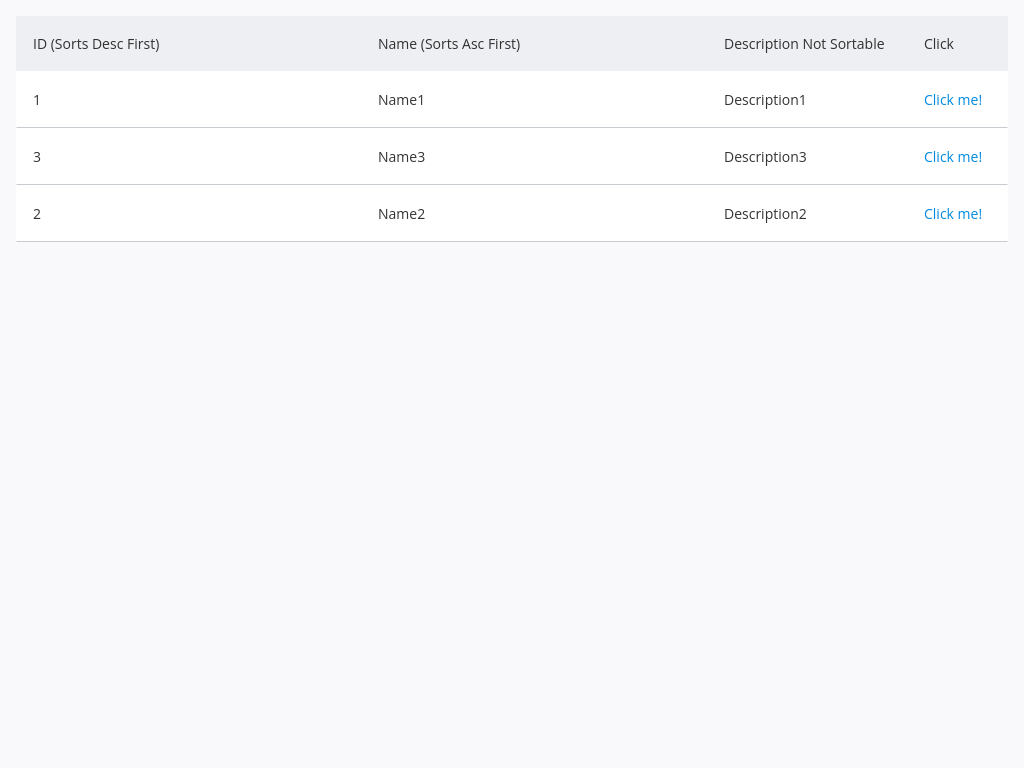 ID (Sorts Desc First) Name (Sorts Asc First) Description Not Sortable Click
1 Name1 Description1 Click me!
3 Name3 Description3 Click me!
2 Name2 Description2 Click me!